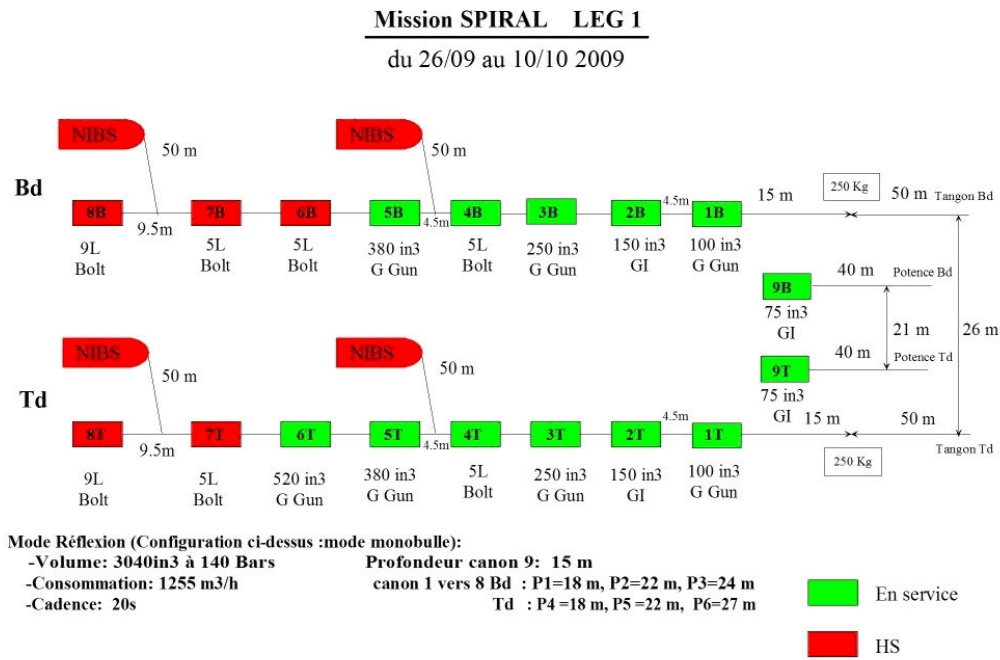 Mission SPIRAL LEG 1
du 26/09 au 10/10 2009
NIBS
NIBS
50 m
50 m
Bd
250 Kg
15 m
50 m
Tangon Bd
8B
7B
6B
5B
4B
3B
2B
1B
9.5m
4.5m
4.5m
9L
Bolt
5L
Bolt
5L
Bolt
380 in3
G Gun
5L
Bolt
250 in3
G Gun
150 in3
GI
100 in3
G Gun
40 m
Potence Bd
9B
75 in3
GI
21 m
26 m
NIBS
NIBS
50 m
50 m
40 m
Potence Td
9T
75 in3
GI
Td
15 m
50 m
Tangon Td
250 Kg
8T
7T
6T
5T
4T
3T
2T
1T
9.5m
4.5m
4.5m
9L
Bolt
5L
Bolt
520 in3
G Gun
380 in3
G Gun
5L
Bolt
250 in3
G Gun
150 in3
GI
100 in3
G Gun
Mode Réflexion (Configuration ci-dessus :mode monobulle):
-Volume: 3040in3 à 140 Bars
-Consommation: 1255 m3/h
-Cadence: 20s
Profondeur canon 9: 15 m
canon 1 vers 8 Bd : P1=18 m, P2=22 m, P3=24 m
Td : P4 =18 m, P5 =22 m, P6=27 m
En service
HS